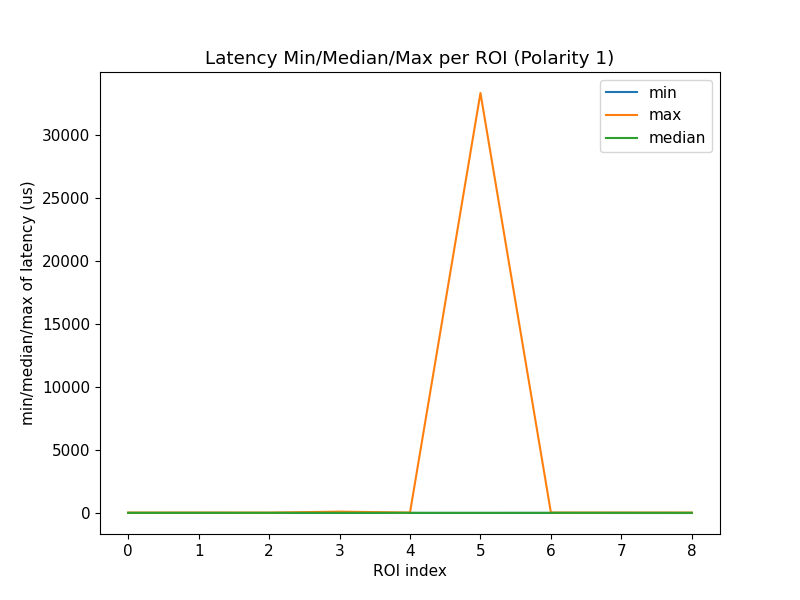 Latency Min/Median/Max per ROI (Polarity 1)
min
max
median
min/median/max of latency (us)
30000
25000
20000
15000
10000
5000
0
0 1 2 3 4 5 6 7 8
ROI index